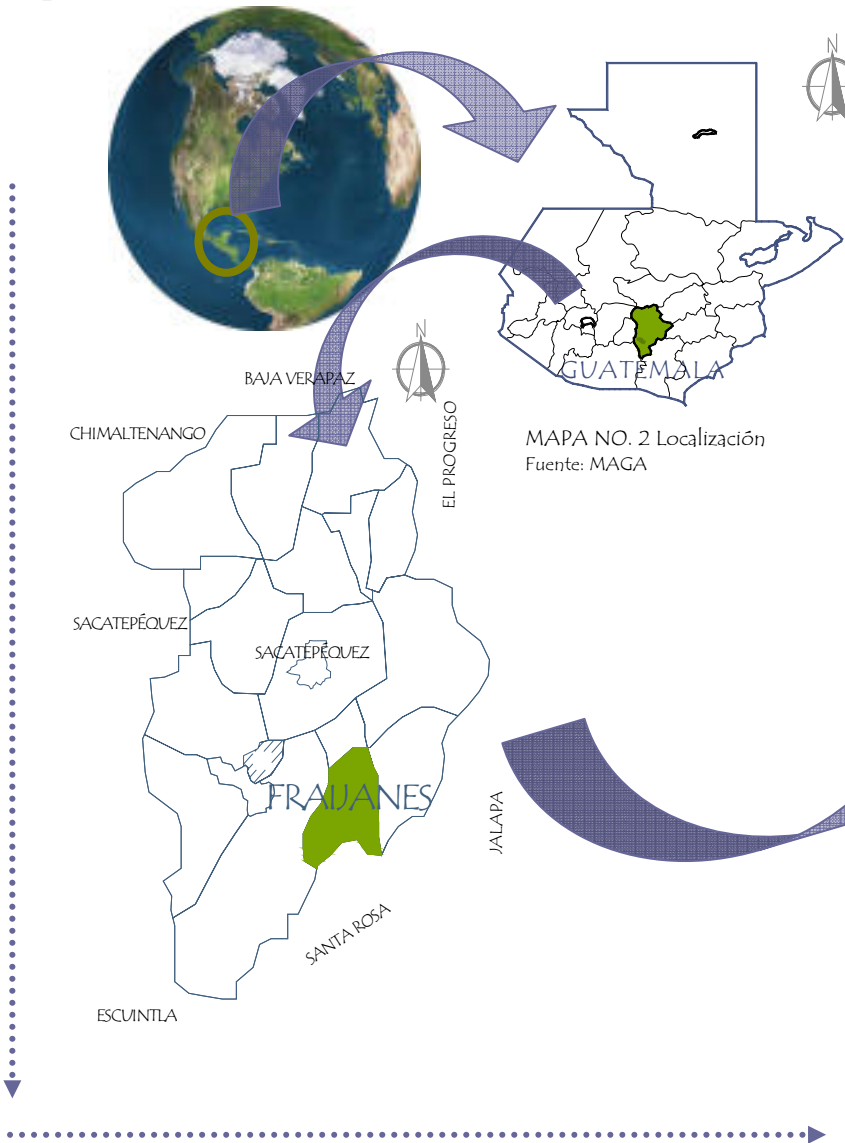 N
GUATEMALA
MAPA NO. 2 Localización
Fuente: MAGA
N
BAJA VERAPAZ
CHIMALTENANGO
EL PROGRESO
SACATEPÉQUEZ
SACATEPÉQUEZ
FRAIJANES
JALAPA
SANTA ROSA
ESCUINTLA